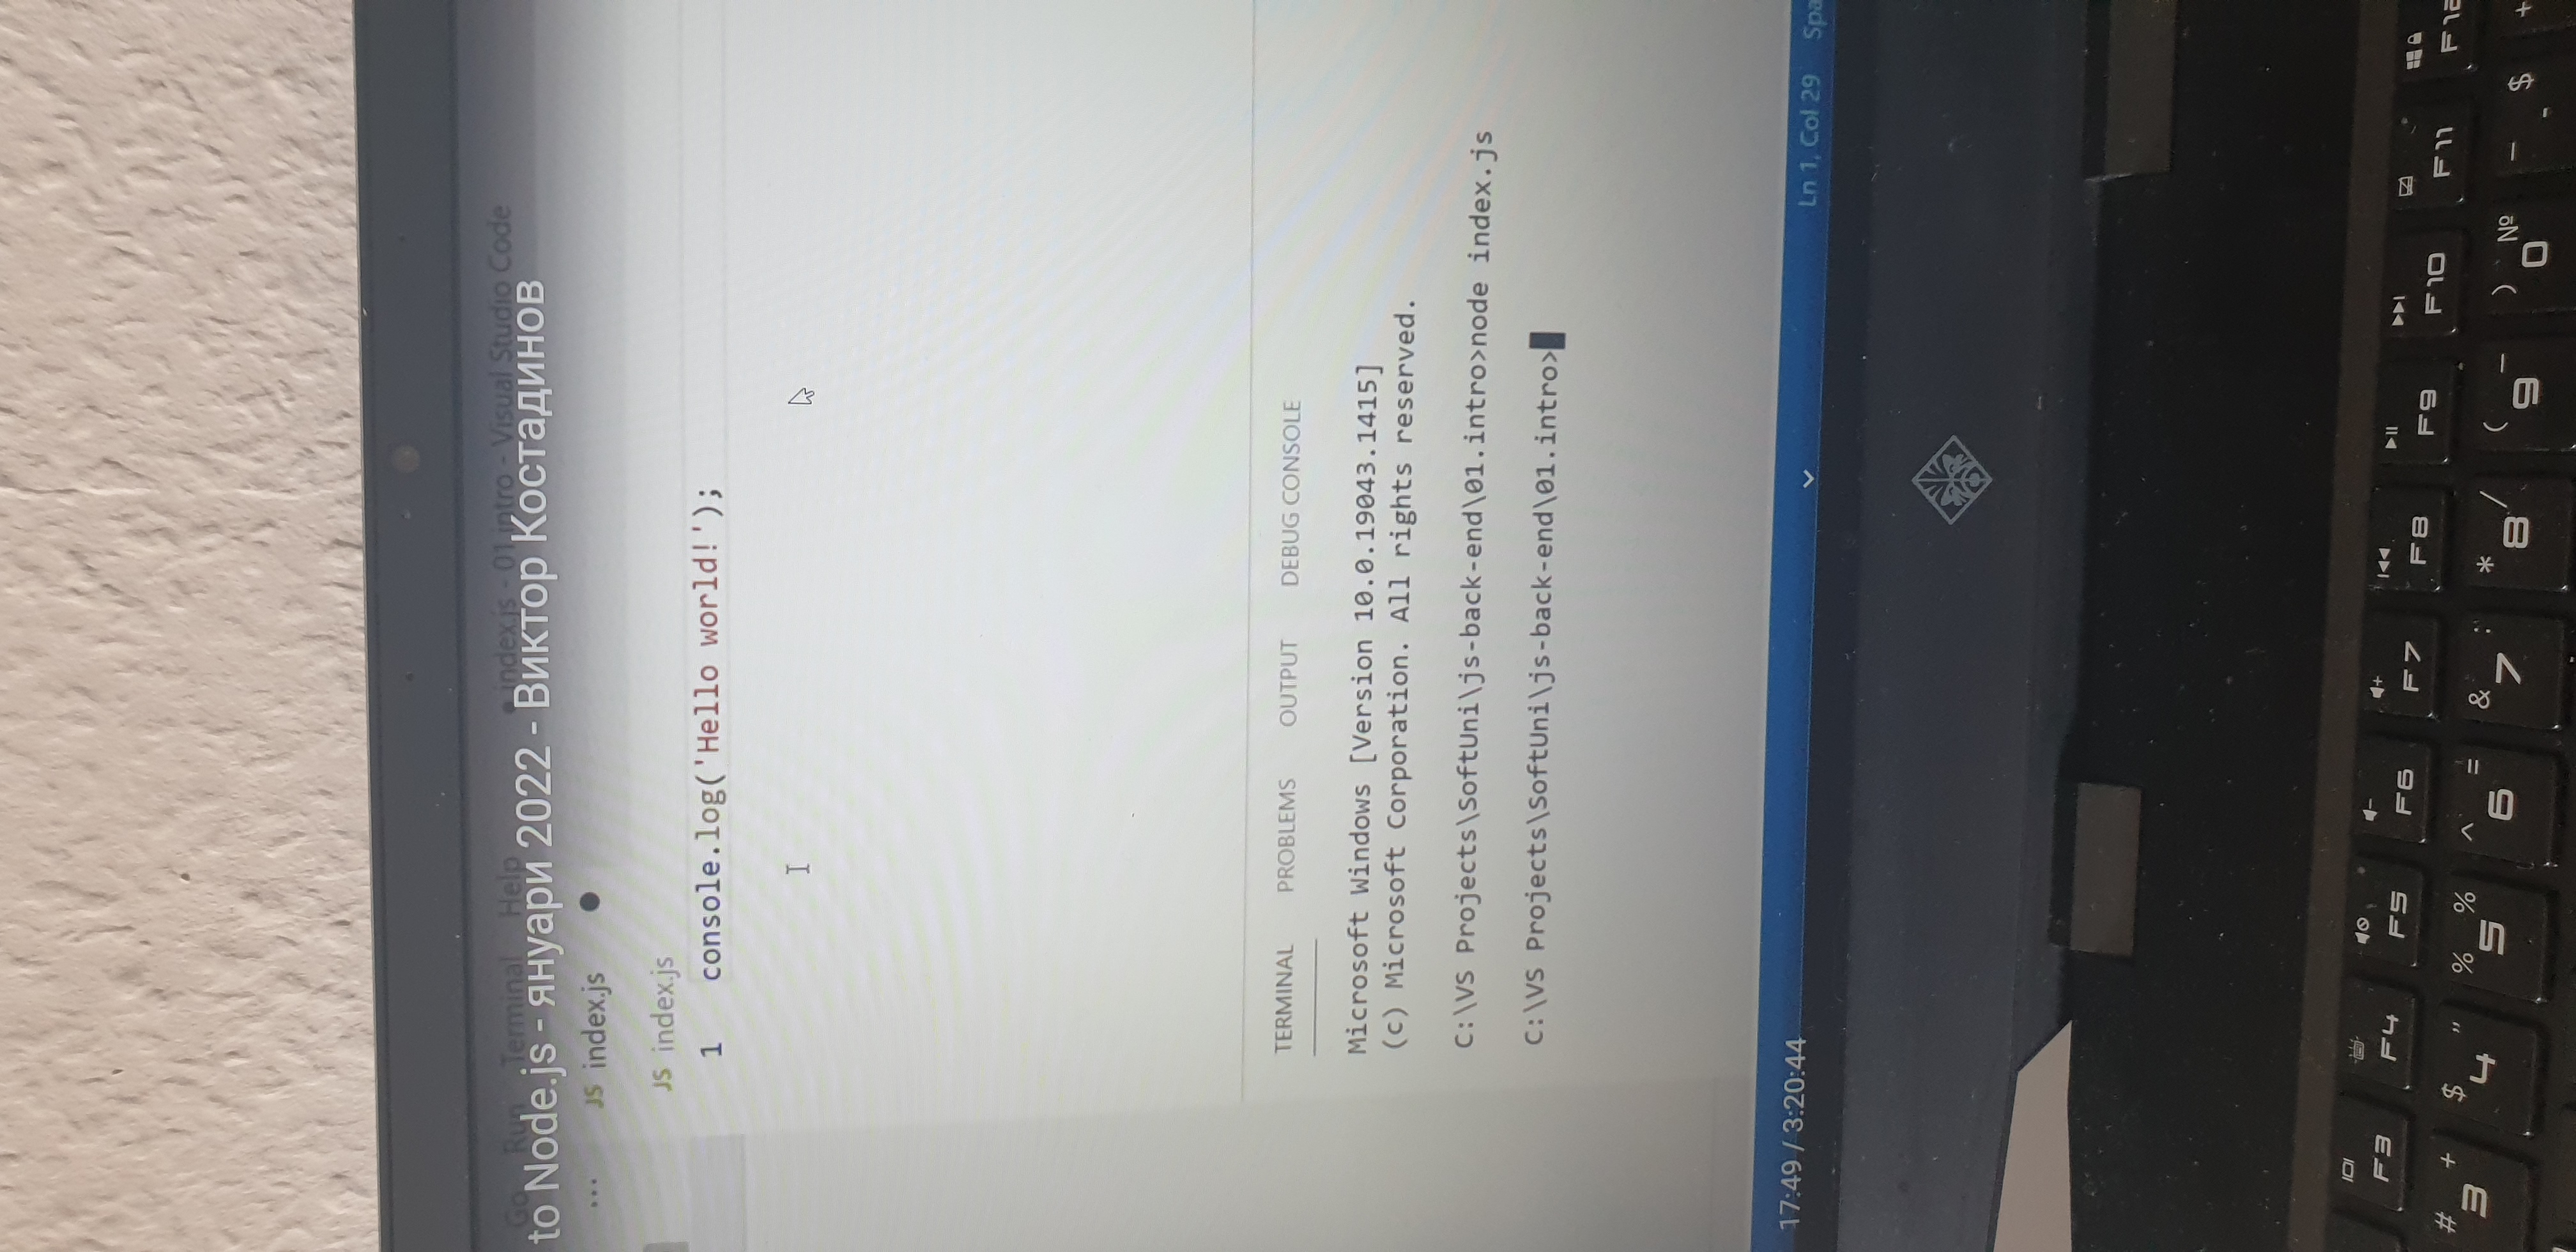 Go Run Terminal Help
index.js - 01.intro - Visual Studio Code
to Node.js - януари 2022 - Виктор Костадинов
... JS index.js
JS index.js
1 console.log('Hello world!');
TERMINAL PROBLEMS OUTPUT DEBUG CONSOLE
Microsoft Windows [Version 10.0.19043.1415]
(c) Microsoft Corporation. All rights reserved.
C:\VS Projects\SoftUni\js-back-end\01.intro>node index.js
C:\VS Projects\SoftUni\js-back-end\01.intro>
17:49 / 3:20:44
Ln 1, Col 29
F3 F4 F5 F6 F7 F8 F9 F10 F11
# + $ " % % ^ = & : * / ( – ) № – $ +
3 4 5 6 7 8 9 0 -